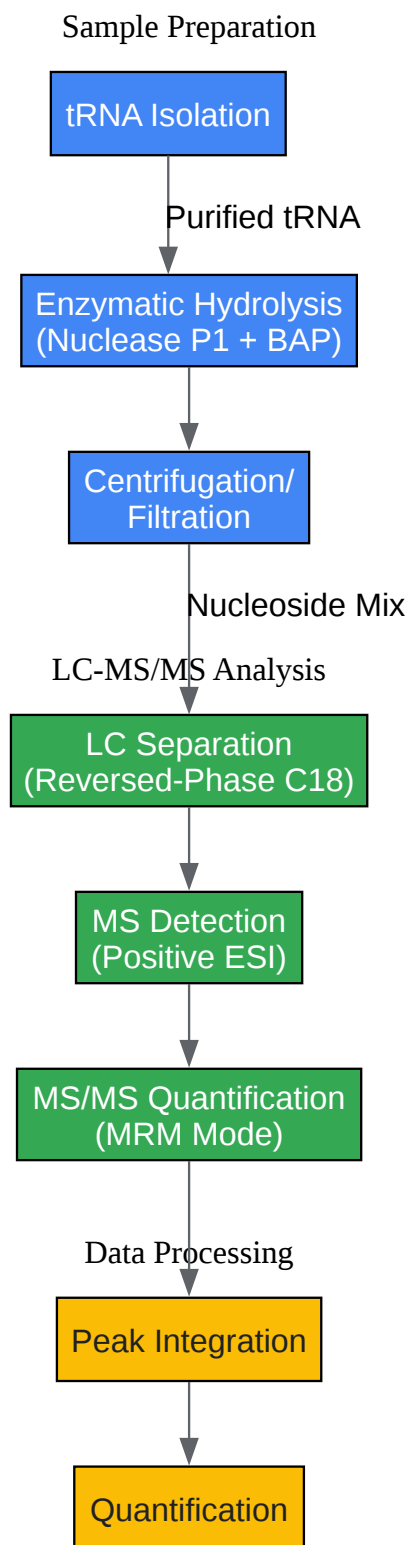 Sample Preparation
tRNA Isolation
Purified tRNA
Enzymatic Hydrolysis
(Nuclease P1 + BAP)
Centrifugation/
Filtration
Nucleoside Mix
LC-MS/MS Analysis
LC Separation
(Reversed-Phase C18)
MS Detection
(Positive ESI)
MS/MS Quantification
(MRM Mode)
Data Processing
Peak Integration
Quantification